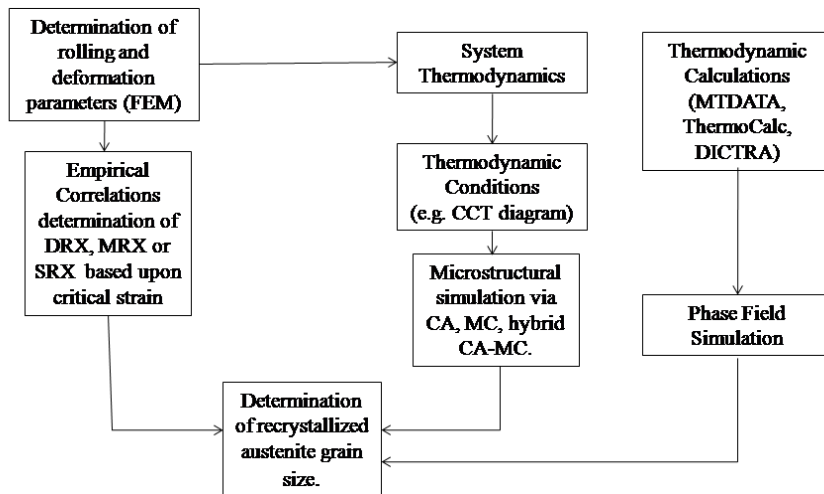 Determination of
rolling and
deformation
parameters (FEM)
System
Thermodynamics
Thermodynamic
Calculations
(MTDATA,
ThermoCalc,
DICTRA)
Empirical
Correlations
determination of
DRX, MRX or
SRX based upon
critical strain
Thermodynamic
Conditions
(e.g. CCT diagram)
Microstructural
simulation via
CA, MC, hybrid
CA-MC.
Phase Field
Simulation
Determination
of recrystallized
austenite grain
size.